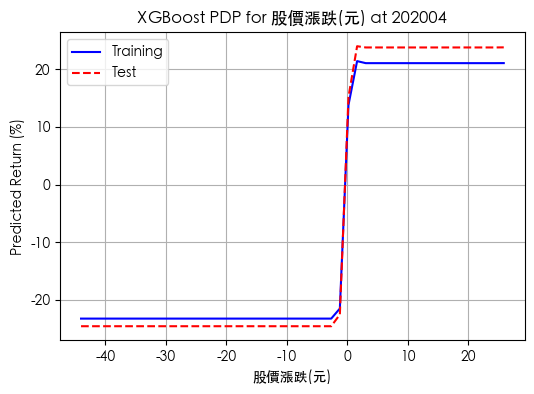 XGBoost PDP for 股價漲跌(元) at 202004
Training
Test
Predicted Return (%)
20
10
0
-10
-20
-40
-30
-20
-10
0
10
20
股價漲跌(元)